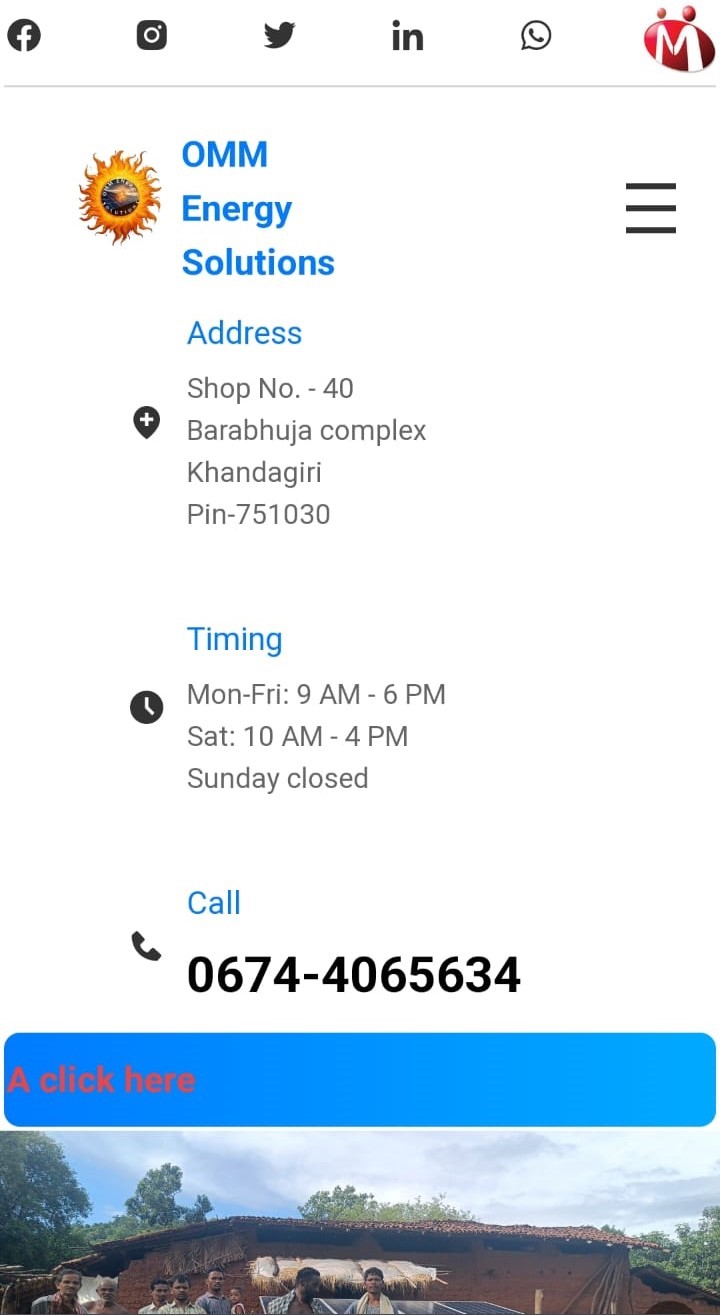 OMM
Energy
Solutions
Address
Shop No. - 40
Barabhuja complex
Khandagiri
Pin-751030
Timing
Mon-Fri: 9 AM - 6 PM
Sat: 10 AM - 4 PM
Sunday closed
Call
0674-4065634
A click here